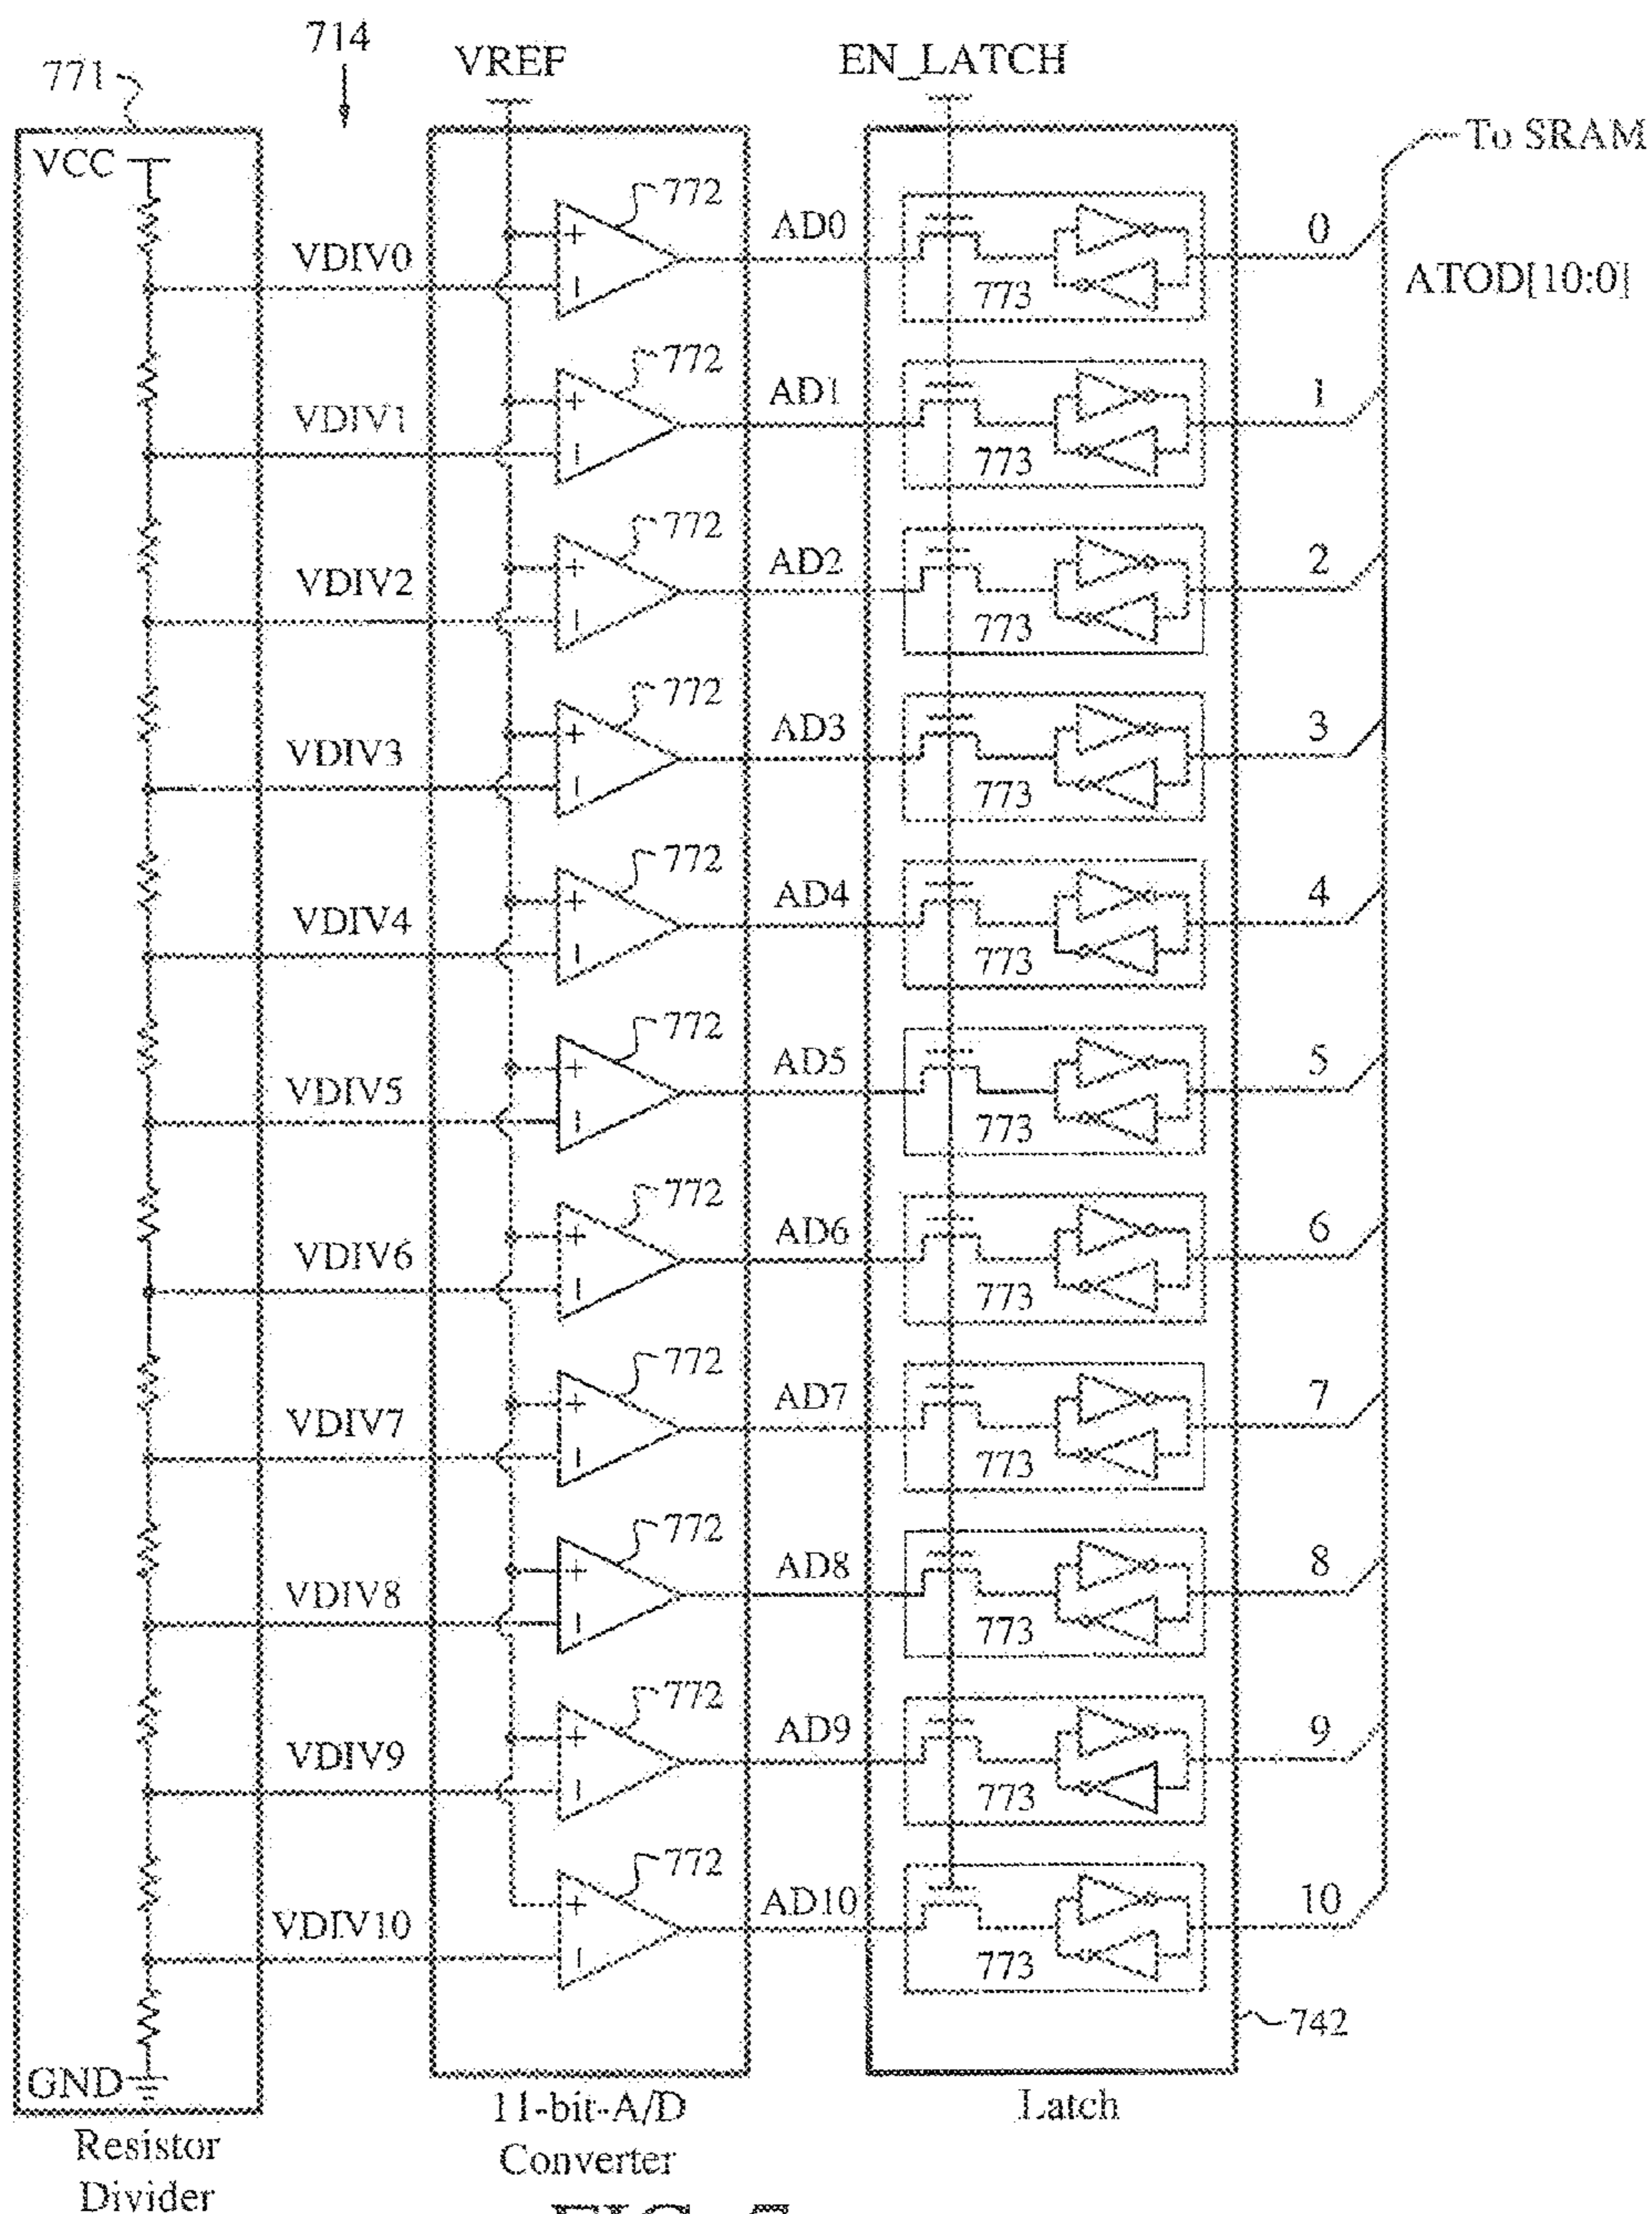 714
771
VREF
EN_LATCH
To SRAM
VCC
772
AD0
0
VDIV0
773
ATOD[10:0]
772
AD1
1
VDIV1
773
772
AD2
2
VDIV2
773
772
AD3
3
VDIV3
773
772
AD4
4
VDIV4
773
772
AD5
5
VDIV5
773
772
AD6
6
VDIV6
773
772
AD7
7
VDIV7
773
772
AD8
8
VDIV8
773
772
AD9
9
VDIV9
773
772
AD10
10
VDIV10
773
742
GND
11-bit-A/D
Converter
Latch
Resistor
Divider